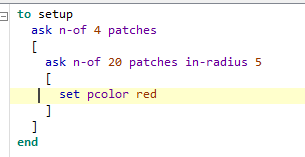 to setup
ask n-of 4 patches
[
ask n-of 20 patches in-radius 5
[
set pcolor red
]
]
end